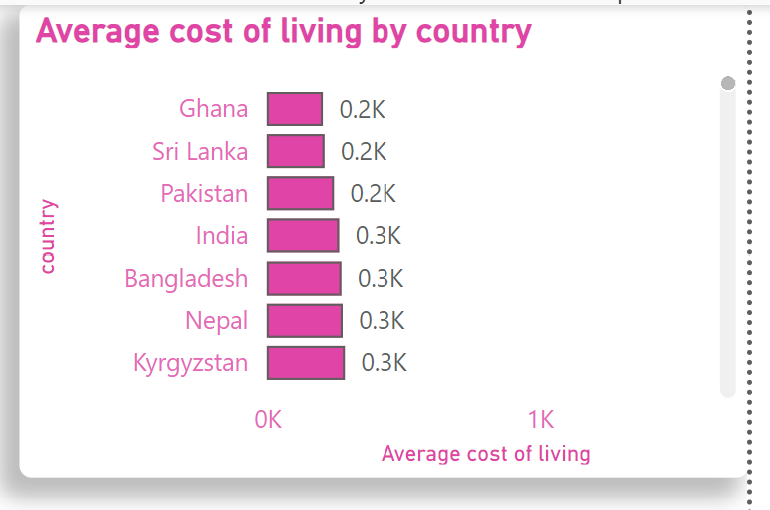 Average cost of living by country
country
Ghana 0.2K
Sri Lanka 0.2K
Pakistan 0.2K
India 0.3K
Bangladesh 0.3K
Nepal 0.3K
Kyrgyzstan 0.3K
0K 1K
Average cost of living